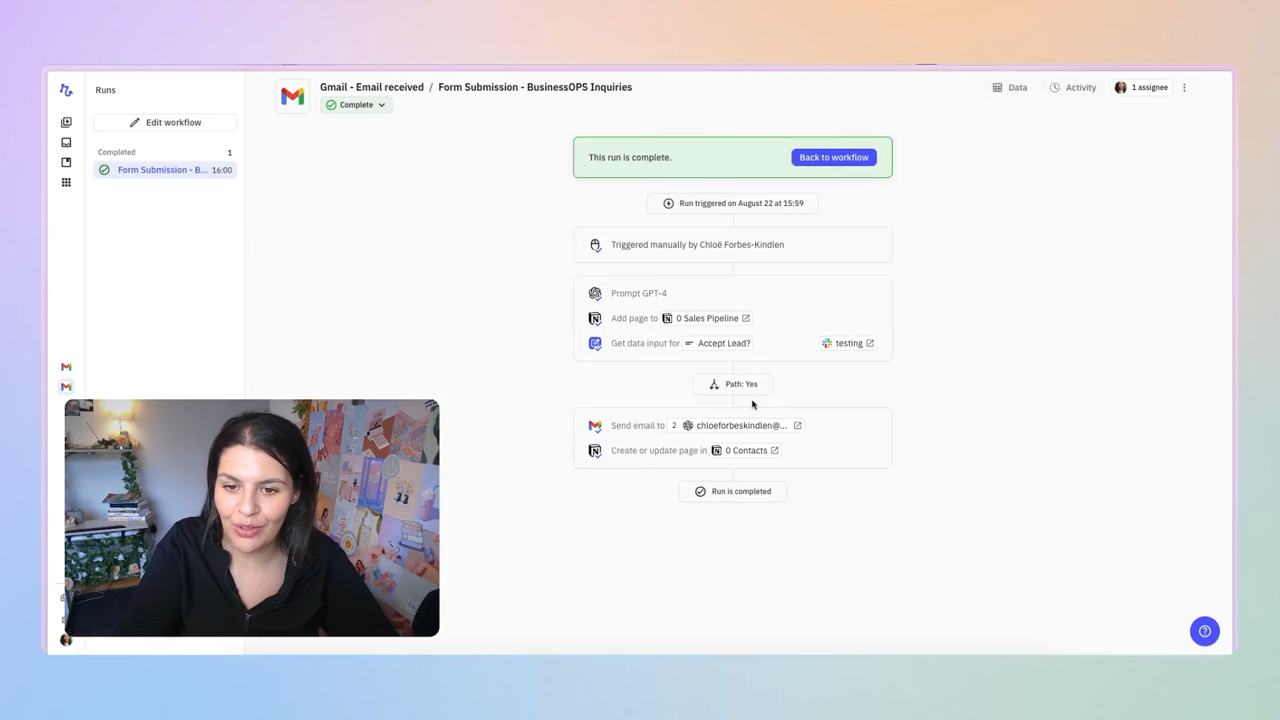 Runs
Edit workflow
Completed 1
Form Submission - B... 16:00
Gmail - Email received / Form Submission - BusinessOPS Inquiries
Complete
Data
Activity
1 assignee
This run is complete.
Back to workflow
Run triggered on August 22 at 15:59
Triggered manually by Chloë Forbes-Kindlen
Prompt GPT-4
Add page to 0 Sales Pipeline
Get data input for Accept Lead? testing
Path: Yes
Send email to 2 chloeforbeskindlen@...
Create or update page in 0 Contacts
Run is completed